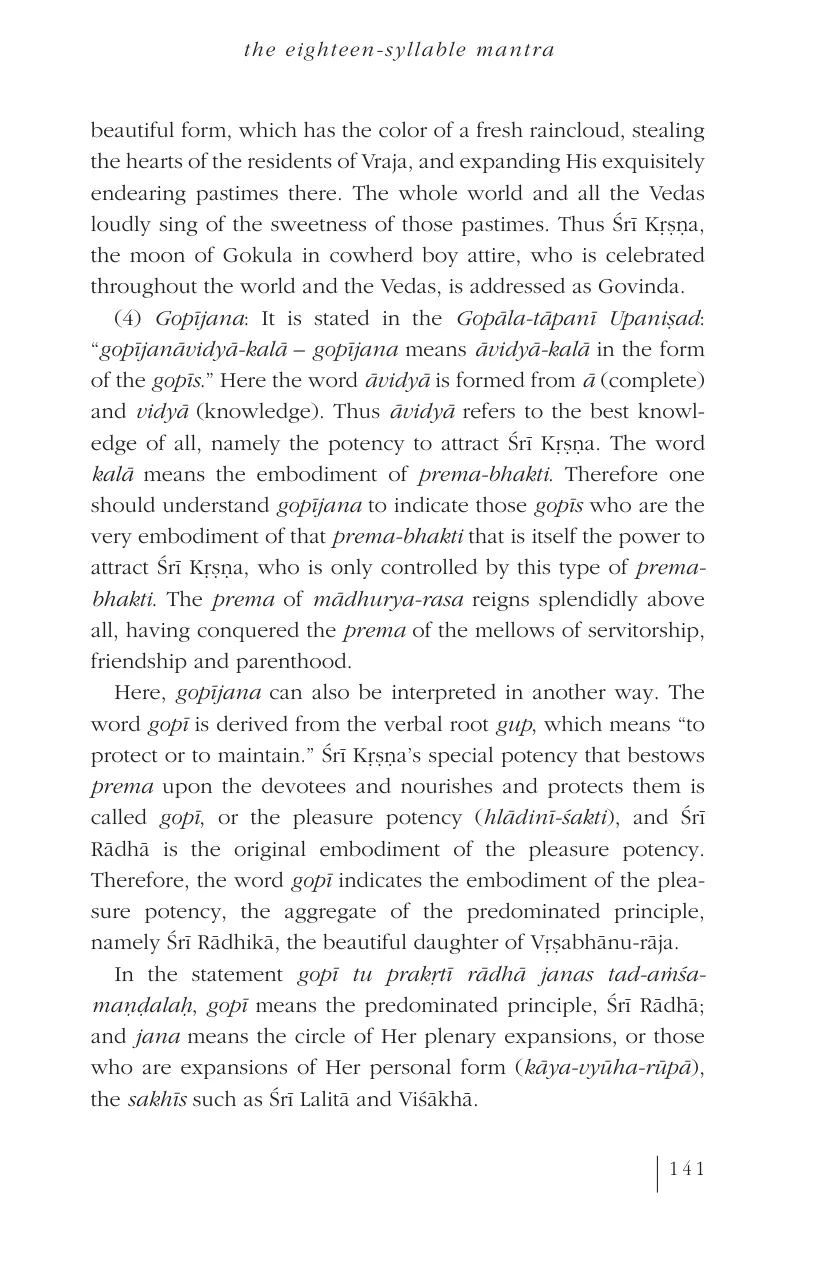 the eighteen-syllable mantra
beautiful form, which has the color of a fresh raincloud, stealing
the hearts of the residents of Vraja, and expanding His exquisitely
endearing pastimes there. The whole world and all the Vedas
loudly sing of the sweetness of those pastimes. Thus Śrī Kṛṣṇa,
the moon of Gokula in cowherd boy attire, who is celebrated
throughout the world and the Vedas, is addressed as Govinda.
(4) Gopījana: It is stated in the Gopāla-tāpanī Upaniṣad:
“gopījanāvidyā-kalā – gopījana means āvidyā-kalā in the form
of the gopīs.” Here the word āvidyā is formed from ā (complete)
and vidyā (knowledge). Thus āvidyā refers to the best knowl-
edge of all, namely the potency to attract Śrī Kṛṣṇa. The word
kalā means the embodiment of prema-bhakti. Therefore one
should understand gopījana to indicate those gopīs who are the
very embodiment of that prema-bhakti that is itself the power to
attract Śrī Kṛṣṇa, who is only controlled by this type of prema-
bhakti. The prema of mādhurya-rasa reigns splendidly above
all, having conquered the prema of the mellows of servitorship,
friendship and parenthood.
Here, gopījana can also be interpreted in another way. The
word gopī is derived from the verbal root gup, which means “to
protect or to maintain.” Śrī Kṛṣṇa’s special potency that bestows
prema upon the devotees and nourishes and protects them is
called gopī, or the pleasure potency (hlādinī-śakti), and Śrī
Rādhā is the original embodiment of the pleasure potency.
Therefore, the word gopī indicates the embodiment of the plea-
sure potency, the aggregate of the predominated principle,
namely Śrī Rādhikā, the beautiful daughter of Vṛṣabhānu-rāja.
In the statement gopī tu prakṛtī rādhā janas tad-aṁśa-
maṇḍalaḥ, gopī means the predominated principle, Śrī Rādhā;
and jana means the circle of Her plenary expansions, or those
who are expansions of Her personal form (kāya-vyūha-rūpā),
the sakhīs such as Śrī Lalitā and Viśākhā.
141